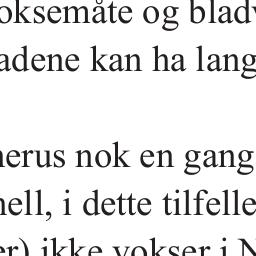 oksemåte og bladv
adene kan ha lang
nerus nok en gang
nell, i dette tilfelle
er) ikke vokser i N